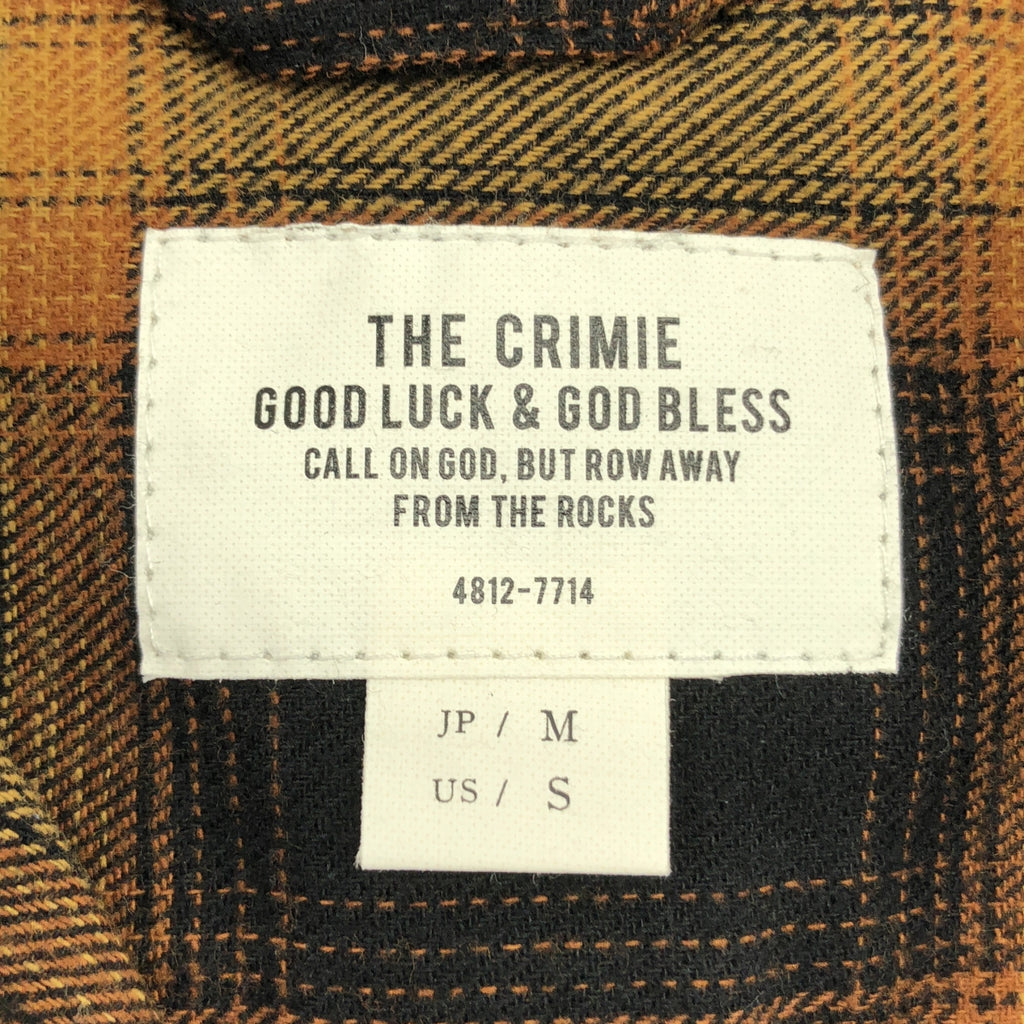 THE CRIMIE
GOOD LUCK & GOD BLESS
CALL ON GOD, BUT ROW AWAY
FROM THE ROCKS
4812-7714
JP / M
US / S